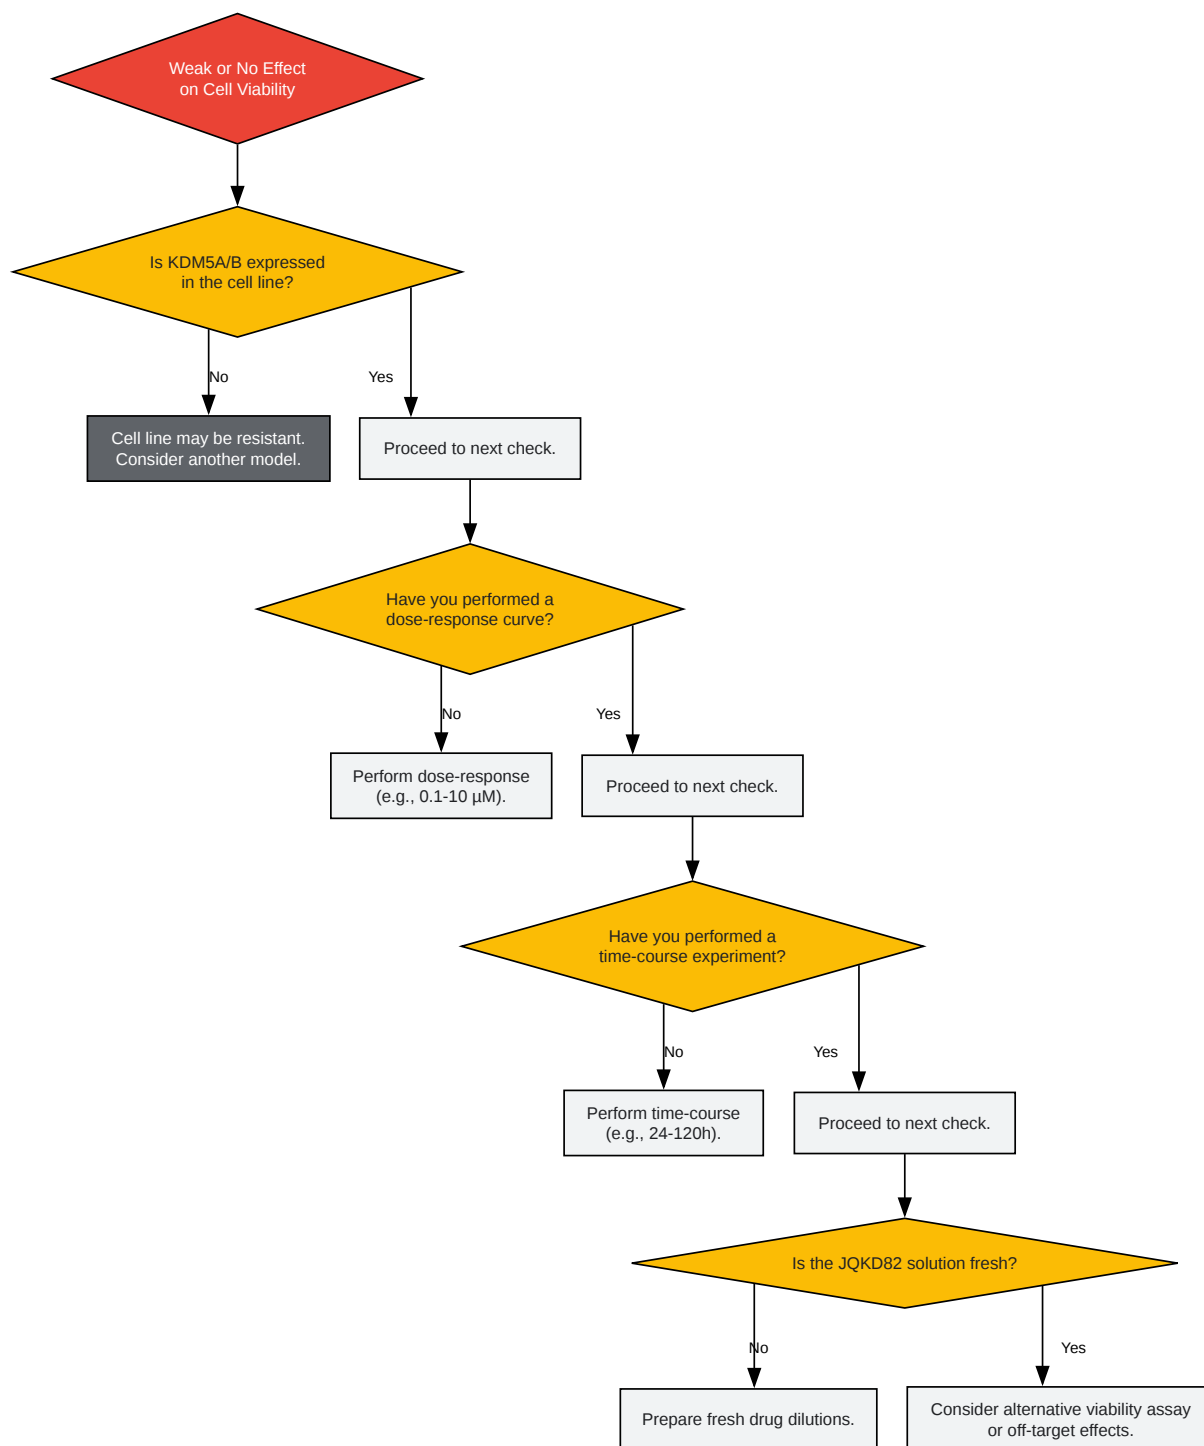 Weak or No Effect
on Cell Viability
Is KDM5A/B expressed
in the cell line?
No
Yes
Cell line may be resistant.
Consider another model.
Proceed to next check.
Have you performed a
dose-response curve?
No
Yes
Perform dose-response
(e.g., 0.1-10 µM).
Proceed to next check.
Have you performed a
time-course experiment?
No
Yes
Perform time-course
(e.g., 24-120h).
Proceed to next check.
Is the JQKD82 solution fresh?
No
Yes
Prepare fresh drug dilutions.
Consider alternative viability assay
or off-target effects.